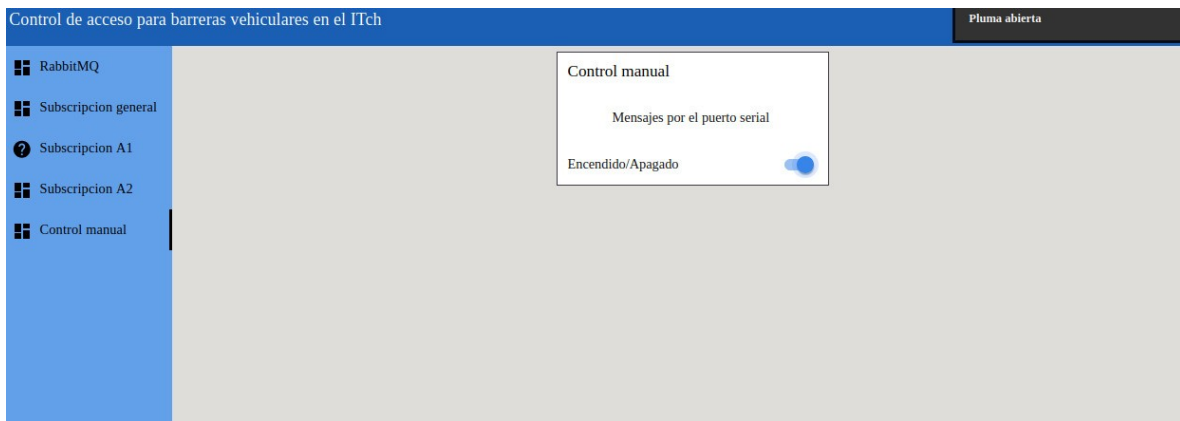 Control de acceso para barreras vehiculares en el ITch
Pluma abierta
RabbitMQ
Subscripcion general
Subscripcion A1
Subscripcion A2
Control manual
Control manual
Mensajes por el puerto serial
Encendido/Apagado